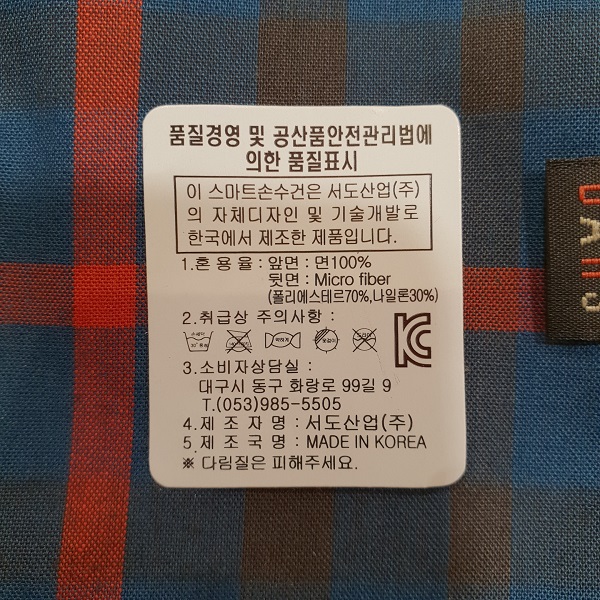 품질경영 및 공산품안전관리법에
의한 품질표시
이 스마트손수건은 서도산업(주)
의 자체디자인 및 기술개발로
한국에서 제조한 제품입니다.
1.혼 용 율 : 앞면 : 면100%
뒷면 : Micro fiber
(폴리에스테르70%,나일론30%)
2.취급상 주의사항 :
3.소비자상담실 :
대구시 동구 화랑로 99길 9
T.(053)985-5505
4.제 조 자 명 : 서도산업(주)
5.제 조 국 명 : MADE IN KOREA
※ 다림질은 피해주세요.